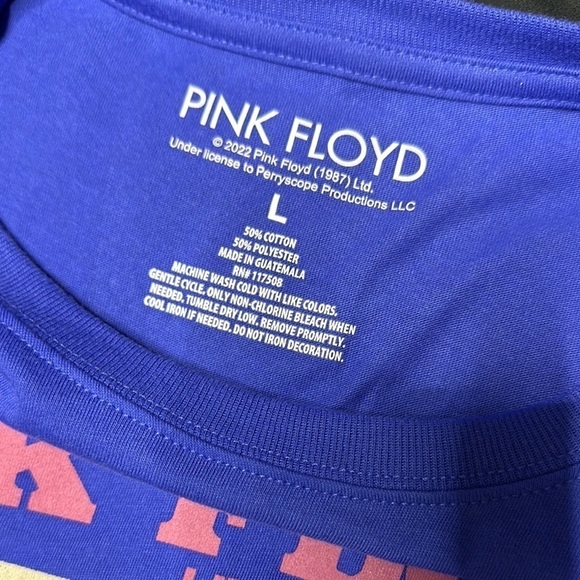 PINK FLOYD
© 2022 Pink Floyd (1987) Ltd.
Under license to Perryscope Productions LLC
L
50% COTTON
50% POLYESTER
MADE IN GUATEMALA
RN# 117508
MACHINE WASH COLD WITH LIKE COLORS.
GENTLE CYCLE. ONLY NON-CHLORINE BLEACH WHEN
NEEDED. TUMBLE DRY LOW. REMOVE PROMPTLY.
COOL IRON IF NEEDED. DO NOT IRON DECORATION.
K FL